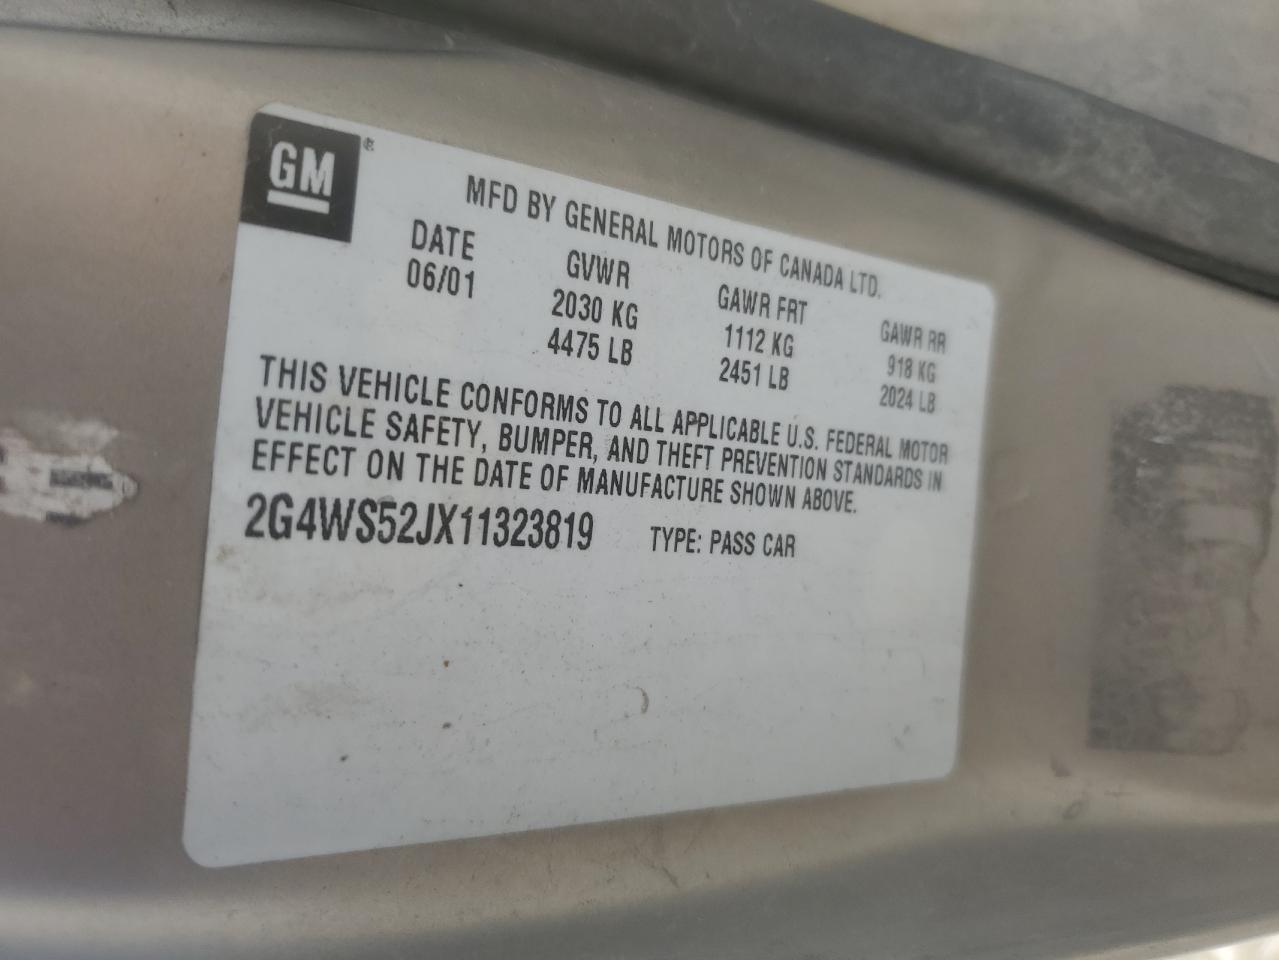 GM
MFD BY GENERAL MOTORS OF CANADA LTD.
DATE GVWR GAWR FRT GAWR RR
06/01 2030 KG 1112 KG 918 KG
4475 LB 2451 LB 2024 LB
THIS VEHICLE CONFORMS TO ALL APPLICABLE U.S. FEDERAL MOTOR
VEHICLE SAFETY, BUMPER, AND THEFT PREVENTION STANDARDS IN
EFFECT ON THE DATE OF MANUFACTURE SHOWN ABOVE.
2G4WS52JX11323819 TYPE: PASS CAR